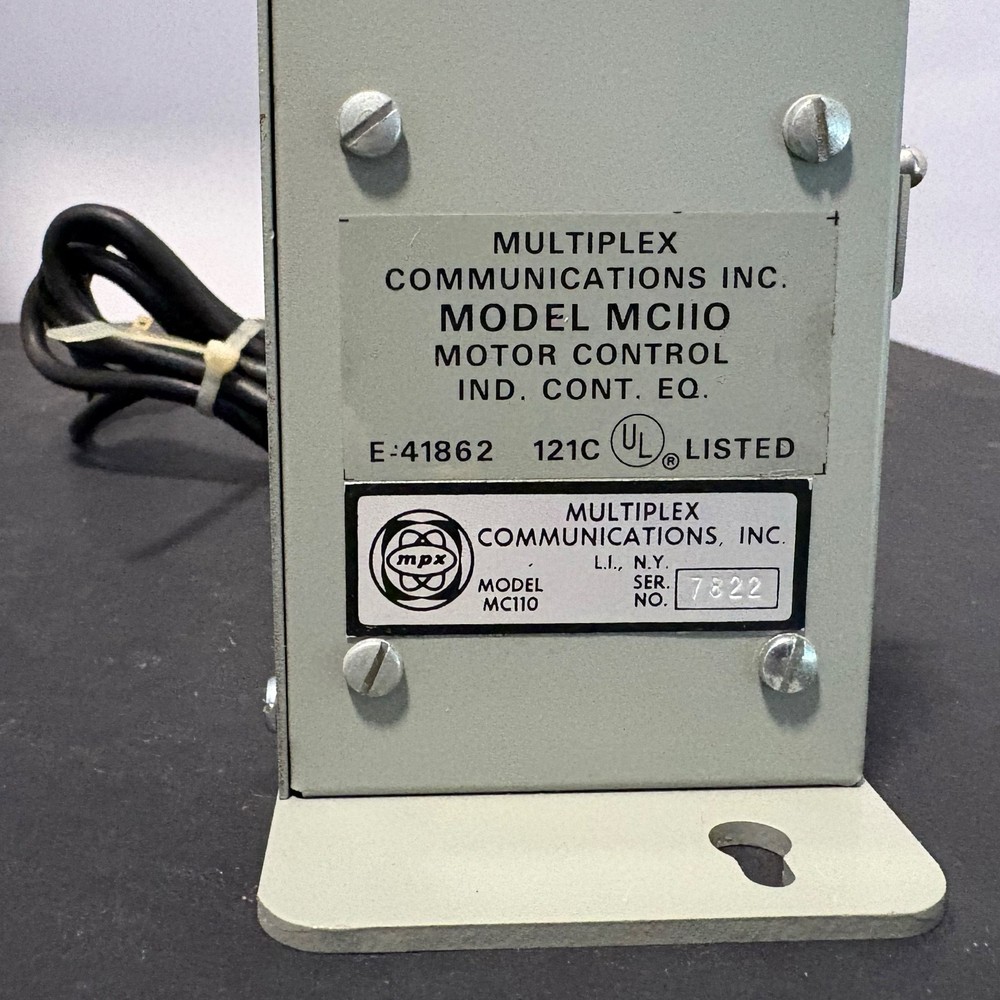 MULTIPLEX
COMMUNICATIONS INC.
MODEL MC110
MOTOR CONTROL
IND. CONT. EQ.
E-41862 121C UL® LISTED
MULTIPLEX
COMMUNICATIONS, INC.
L.I., N.Y.
mpx
MODEL
MC110
SER.
NO. 7822